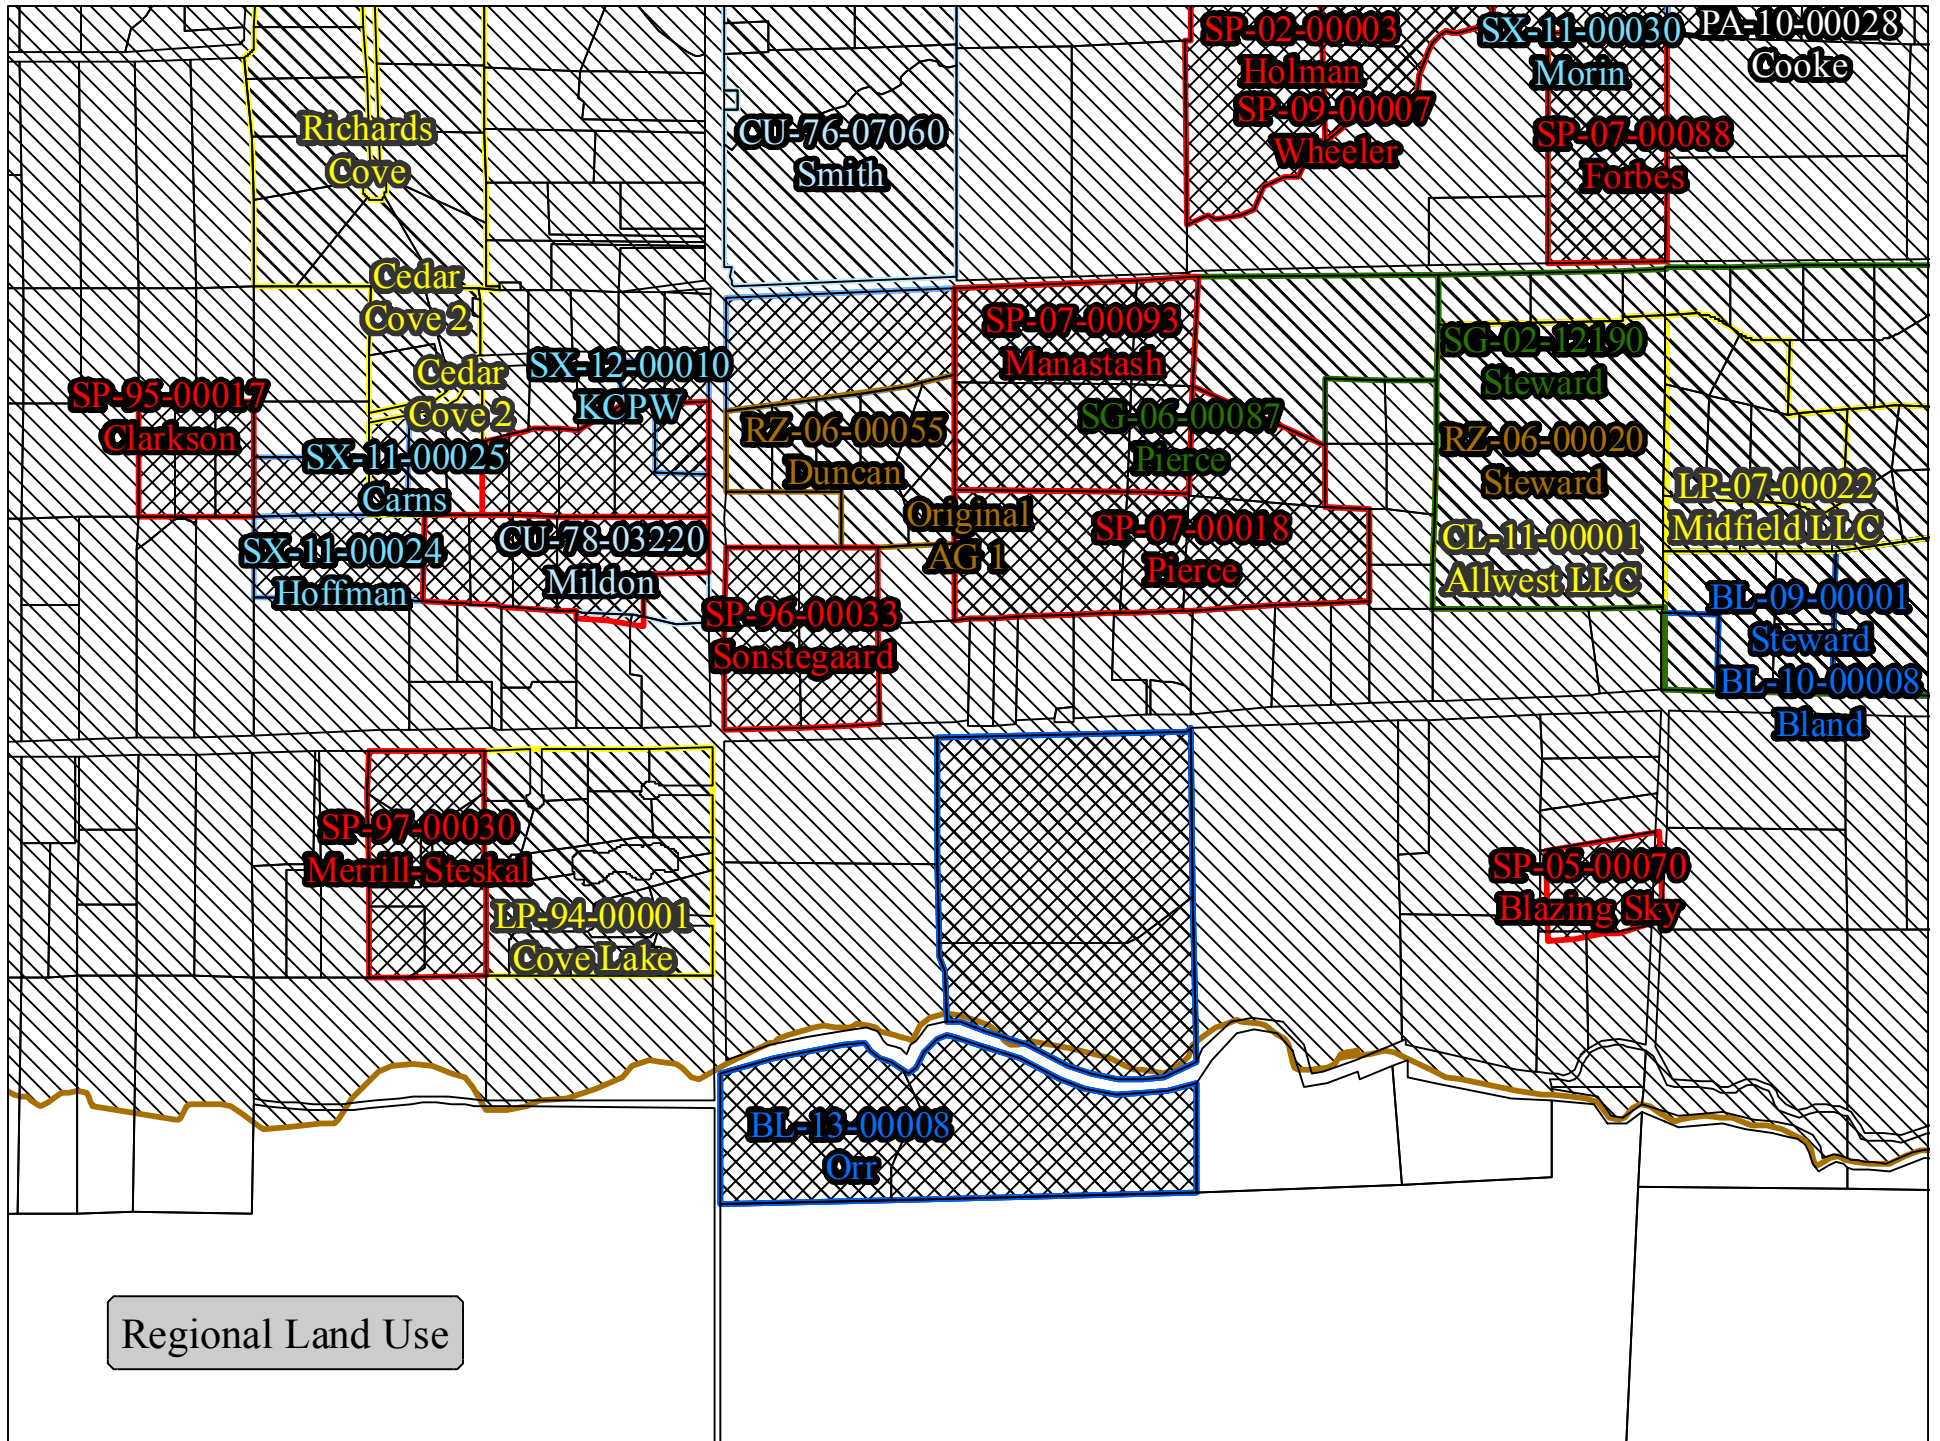 SP-02-00003
Holman
SX-11-00030
Morin
PA-10-00028
Cooke
SP-09-00007
Wheeler
Richards
Cove
CU-76-07060
Smith
SP-07-00088
Forbes
Cedar
Cove 2
SP-07-00093
Manastash
SG-02-12190
Steward
Cedar
Cove 2
SX-12-00010
KCPW
SP-95-00017
Clarkson
SG-06-00087
Pierce
RZ-06-00055
Duncan
RZ-06-00020
Steward
SX-11-00025
Carns
LP-07-00022
Midfield LLC
Original
AG 1
SP-07-00018
Pierce
CL-11-00001
Allwest LLC
SX-11-00024
Hoffman
CU-78-03220
Mildon
SP-96-00033
Sonstegaard
BL-09-00001
Steward
BL-10-00008
Bland
SP-97-00030
Merrill-Steskal
LP-94-00001
Cove Lake
SP-05-00070
Blazing Sky
BL-13-00008
Orr
Regional Land Use